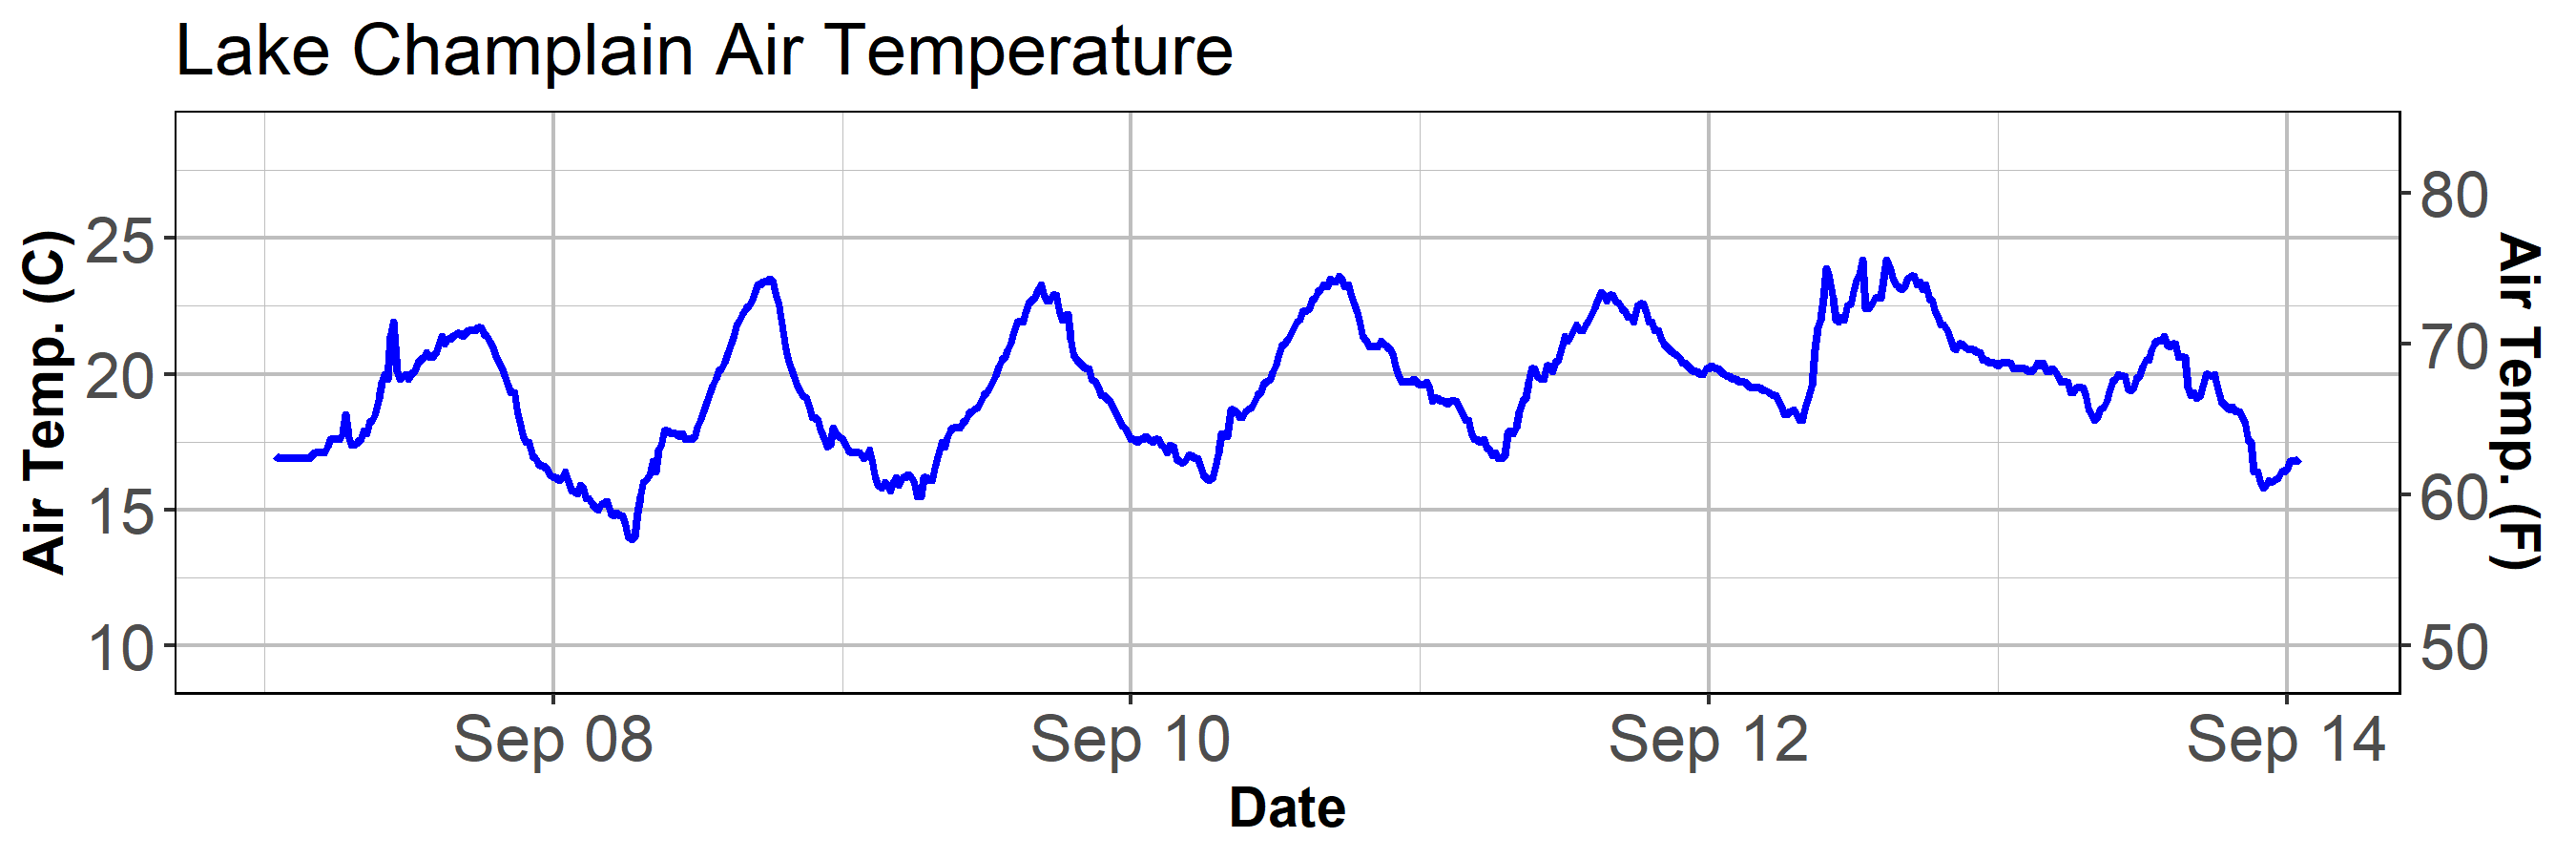 Lake Champlain Air Temperature
Air Temp. (C)
25
20
15
10
80
70
60
50
Air Temp. (F)
Sep 08
Sep 10
Sep 12
Sep 14
Date